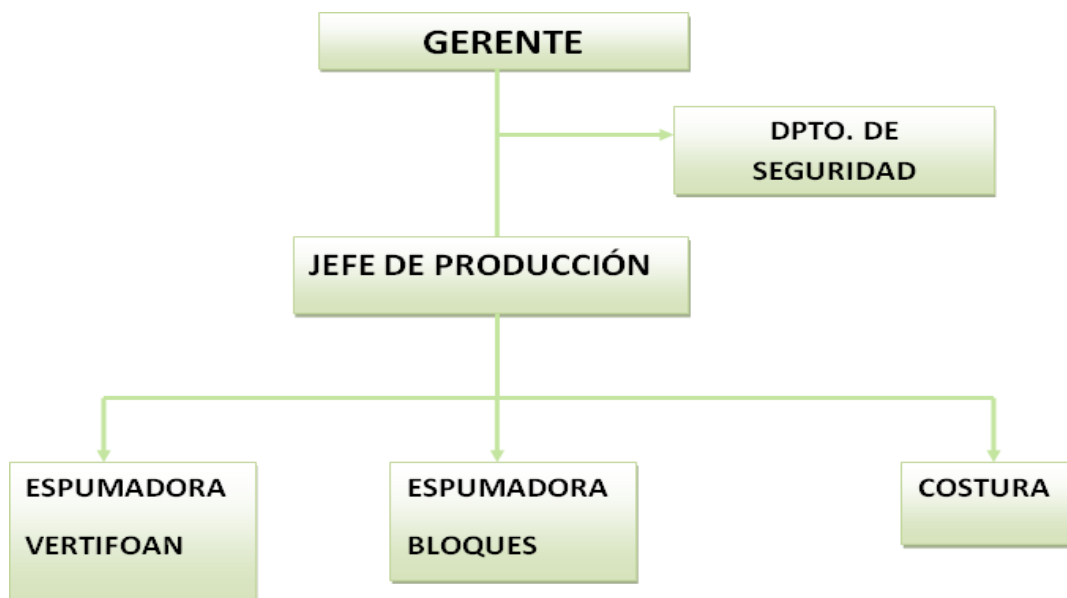 GERENTE
DPTO. DE
SEGURIDAD
JEFE DE PRODUCCIÓN
ESPUMADORA
VERTIFOAN
ESPUMADORA
BLOQUES
COSTURA